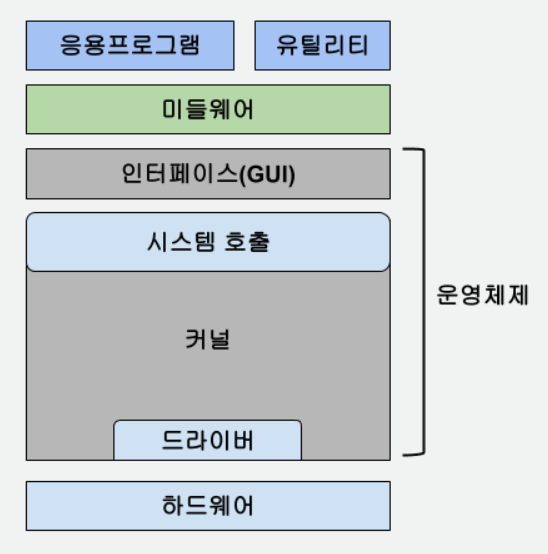 응용프로그램
유틸리티
미들웨어
인터페이스(GUI)
시스템 호출
운영체제
커널
드라이버
하드웨어